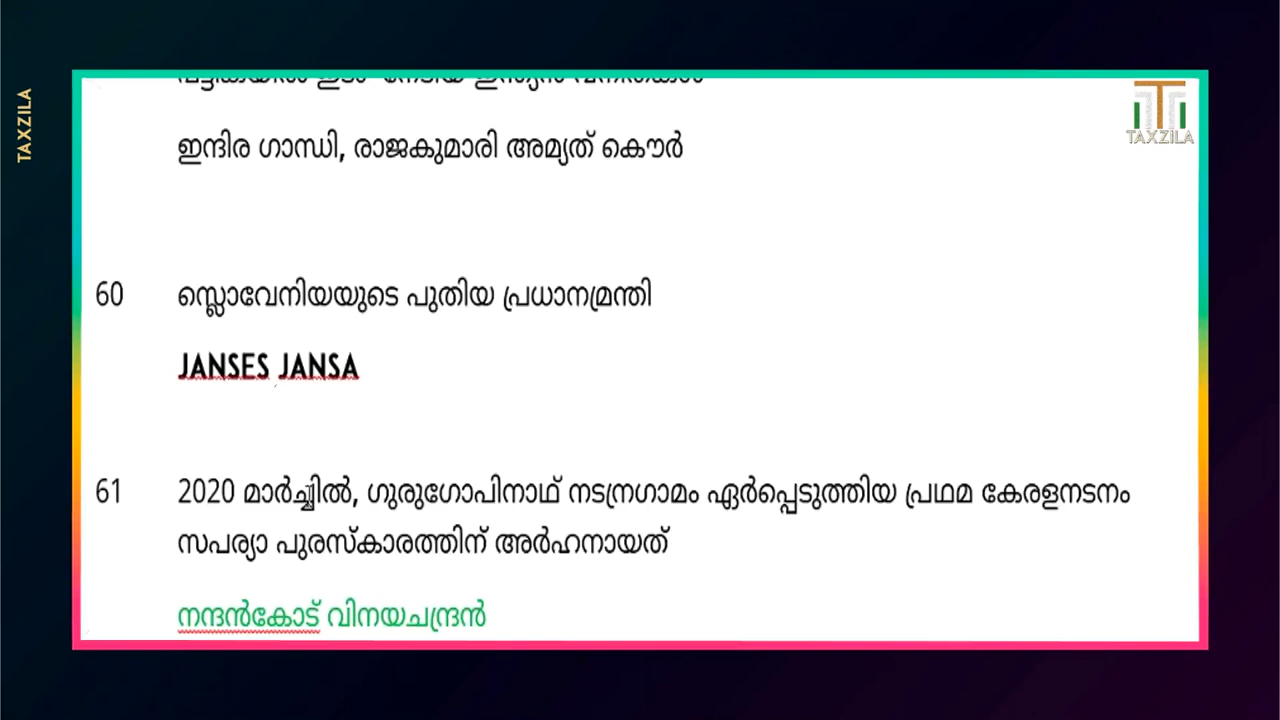 TAXZILA
TAXZILA
ഇന്ദിര ഗാന്ധി, രാജകുമാരി അമ്യത് കൌർ
60 സ്ലൊവേനിയയുടെ പുതിയ പ്രധാനമന്ത്രി
JANSES JANSA
61 2020 മാർച്ചിൽ, ഗുരുഗോപിനാഥ് നടനഗ്രാമം ഏർപ്പെടുത്തിയ പ്രഥമ കേരളനടനം
സപര്യാ പുരസ്കാരത്തിന് അർഹനായത്
നന്ദൻകോട് വിനയചന്ദ്രൻ